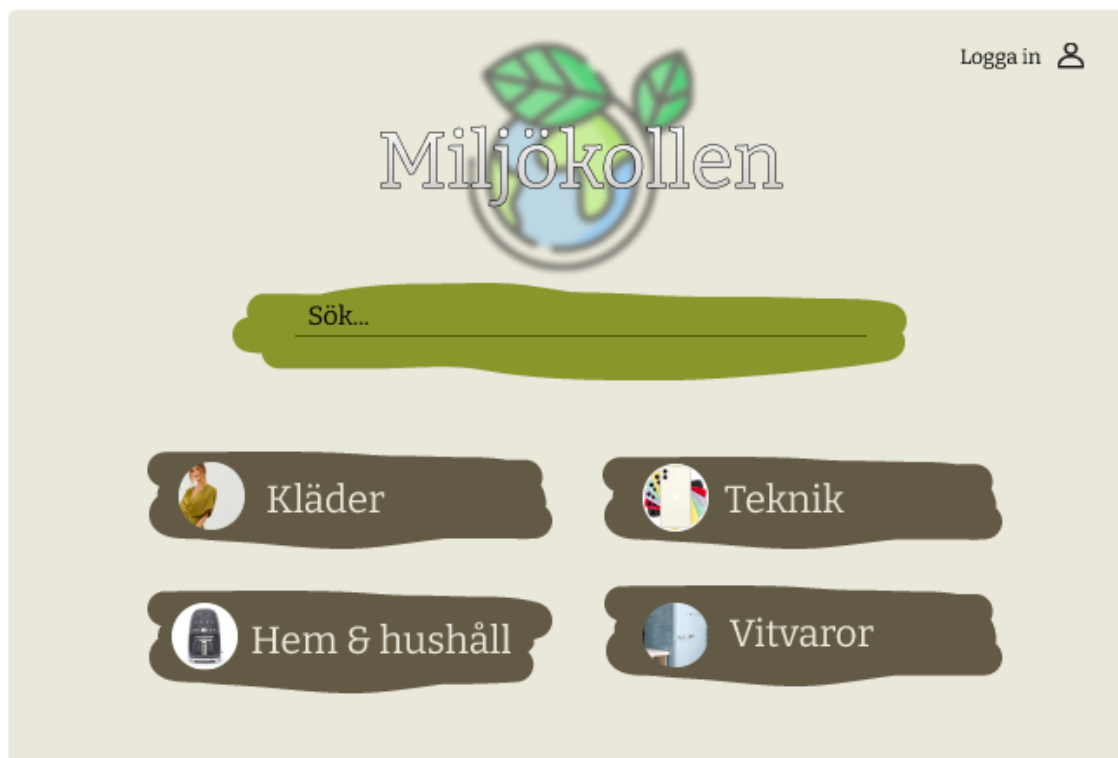 Logga in
Miljökollen
Sök...
Kläder
Teknik
Hem & hushåll
Vitvaror